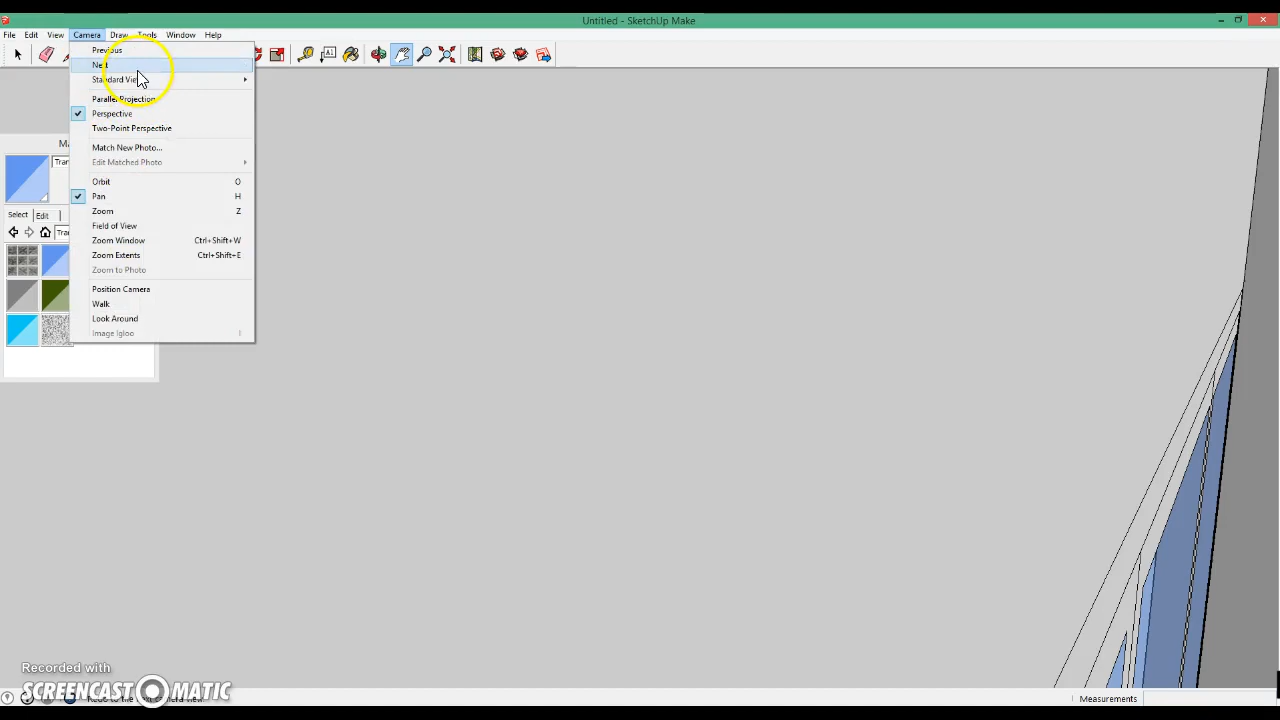 Untitled - SketchUp Make
File Edit View Camera Draw Tools Window Help
Previous
Standard
Parallel Projection
Perspective
Two-Point Perspective
Match New Photo...
Edit Matched Photo
Orbit O
Pan H
Zoom Z
Field of View
Zoom Window Ctrl+Shift+W
Zoom Extents Ctrl+Shift+E
Zoom to Photo
Position Camera
Walk
Look Around
Image Igloo I
A1
Select Edit
Recorded with
SCREENCAST MATIC
Measurements